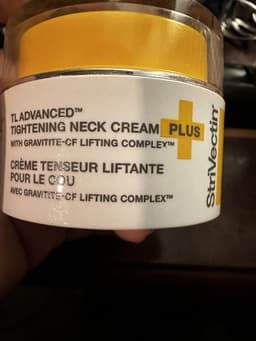 TL ADVANCED™
TIGHTENING NECK CREAM PLUS
WITH GRAVITITE-CF LIFTING COMPLEX™
CRÈME TENSEUR LIFTANTE
POUR LE COU
AVEC GRAVITITE-CF LIFTING COMPLEX™
StriVectin®